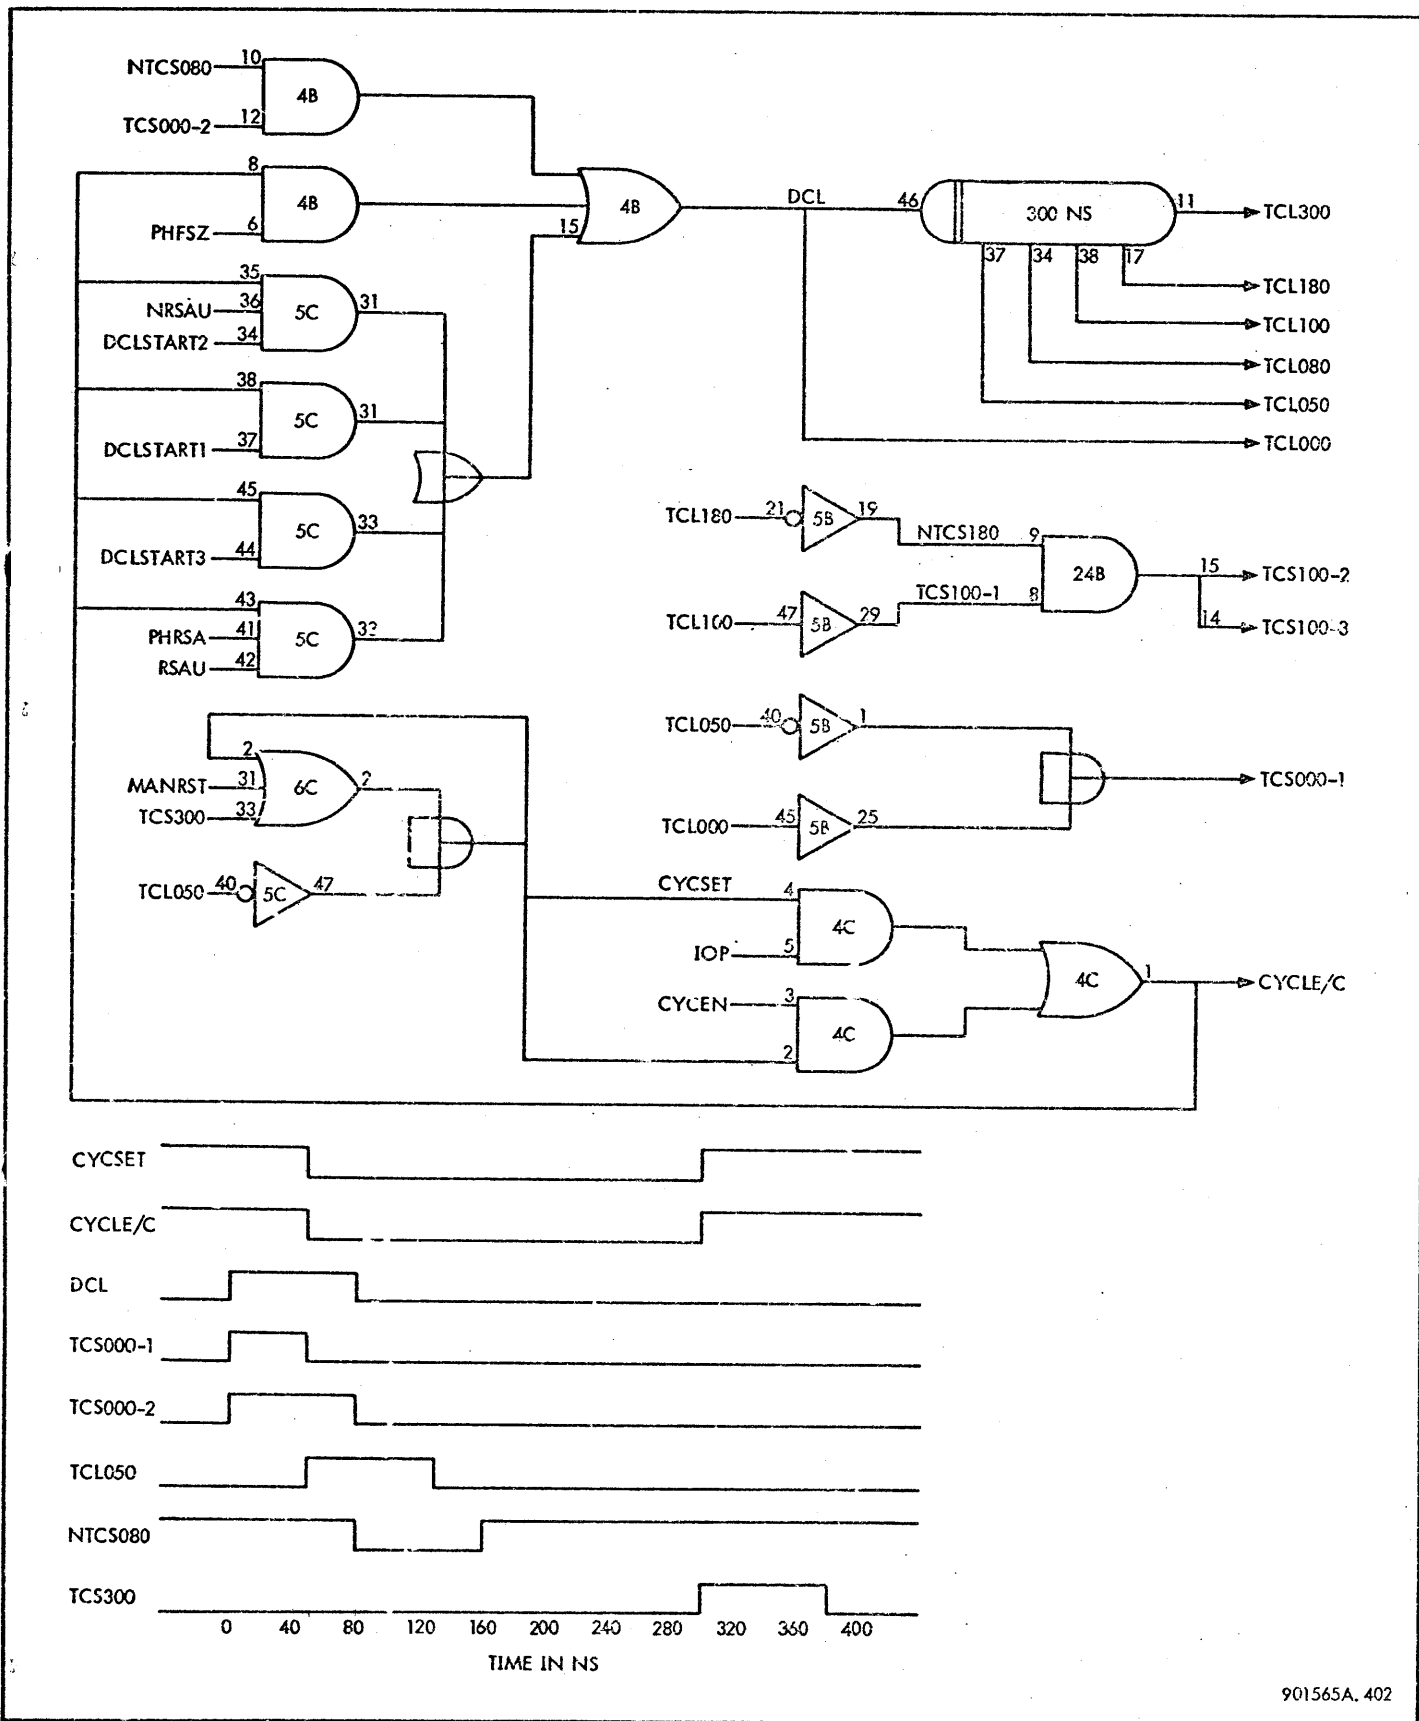 10
NTCS080
4B
12
TCS000-2
8
4B
PHFSZ
6
15
4B
DCL
46
300 NS
11
TCL300
37
34
38
17
TCL180
TCL100
TCL080
TCL050
TCL000
35
NRSAU
36
5C
31
DCLSTART2
34
38
5C
31
DCLSTART1
37
45
5C
33
DCLSTART3
44
43
PHRSA
41
5C
33
RSAU
42
TCL180
21
5B
19
NTCS180
9
24B
15
TCS100-2
TCL100
47
5B
29
TCS100-1
8
14
TCS100-3
TCL050
40
5B
1
TCS000-1
TCL000
45
5B
25
2
MANRST
31
6C
2
TCS300
33
TCL050
40
5C
47
CYCSET
4
4C
IOP
5
CYCEN
3
4C
2
4C
1
CYCLE/C
CYCSET
CYCLE/C
DCL
TCS000-1
TCS000-2
TCL050
NTCS080
TCS300
0 40 80 120 160 200 240 280 320 360 400
TIME IN NS
901565A. 402